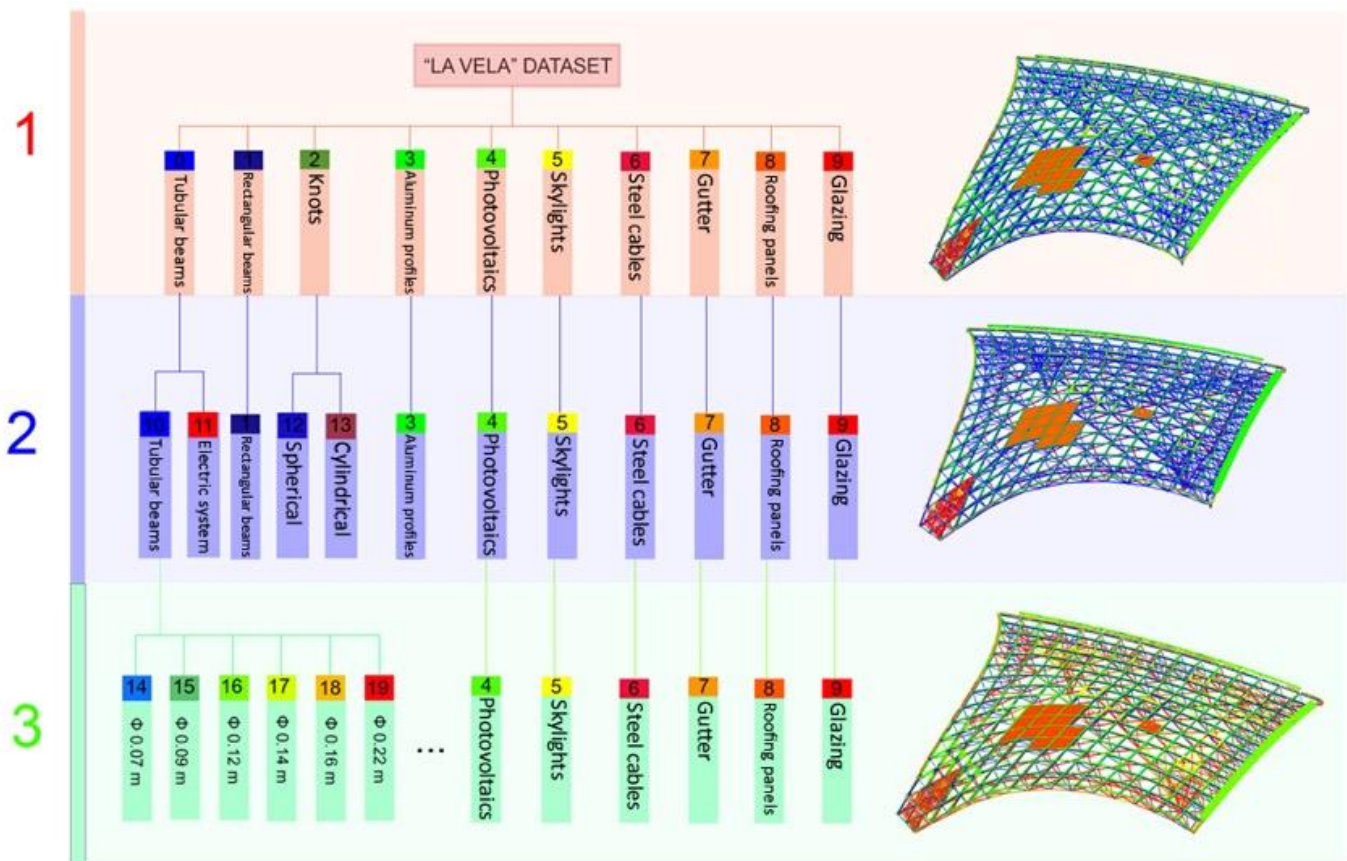 "LA VELA" DATASET
1
0
1
2
3
4
5
6
7
8
9
Tubular beams
Rectangular beams
Knots
Aluminum profiles
Photovoltaics
Skylights
Steel cables
Gutter
Roofing panels
Glazing
2
10
11
1
12
13
3
4
5
6
7
8
9
Tubular beams
Electric system
Rectangular beams
Spherical
Cylindrical
Aluminum profiles
Photovoltaics
Skylights
Steel cables
Gutter
Roofing panels
Glazing
3
14
15
16
17
18
19
4
5
6
7
8
9
Φ 0.07 m
Φ 0.09 m
Φ 0.12 m
Φ 0.14 m
Φ 0.16 m
Φ 0.22 m
...
Photovoltaics
Skylights
Steel cables
Gutter
Roofing panels
Glazing